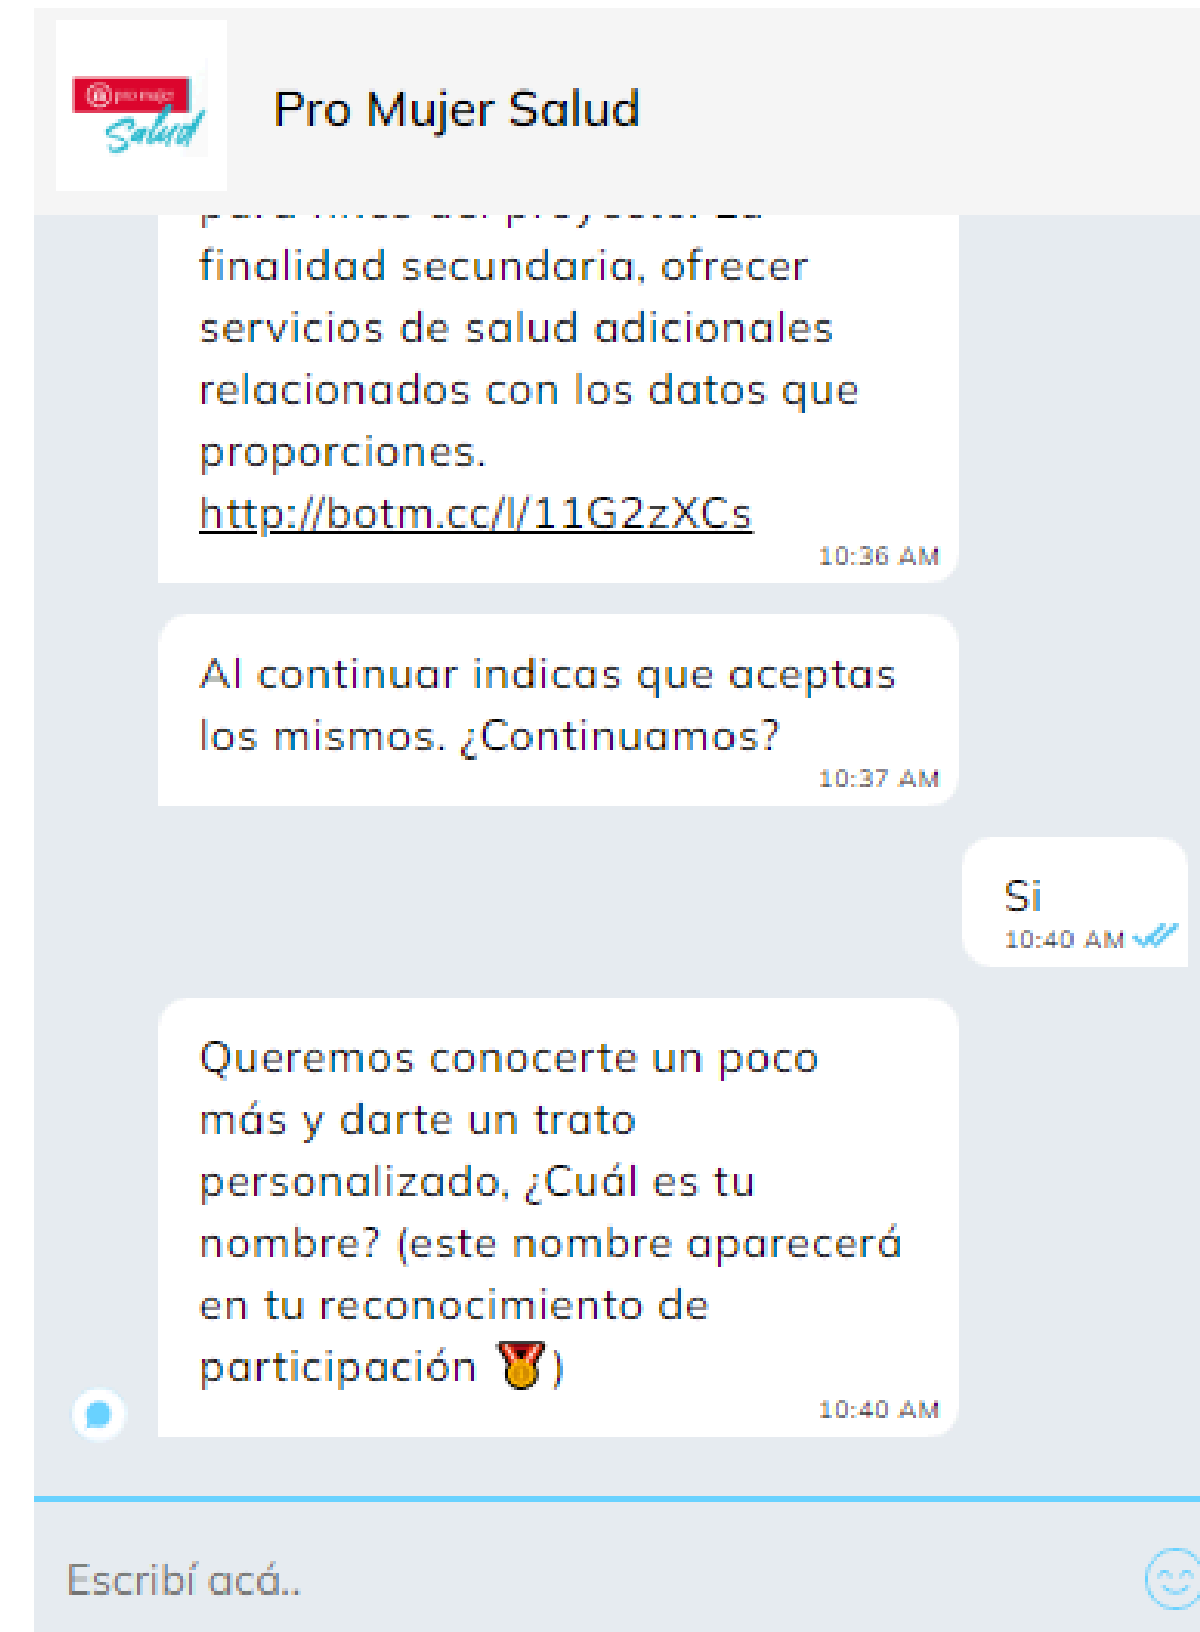 pro mujer
Salud
Pro Mujer Salud
finalidad secundaria, ofrecer
servicios de salud adicionales
relacionados con los datos que
proporciones.
http://botm.cc/l/11G2zXCs
10:36 AM
Al continuar indicas que aceptas
los mismos. ¿Continuamos?
10:37 AM
Si
10:40 AM
Queremos conocerte un poco
más y darte un trato
personalizado, ¿Cuál es tu
nombre? (este nombre aparecerá
en tu reconocimiento de
participación 🏅)
10:40 AM
Escribí acá..